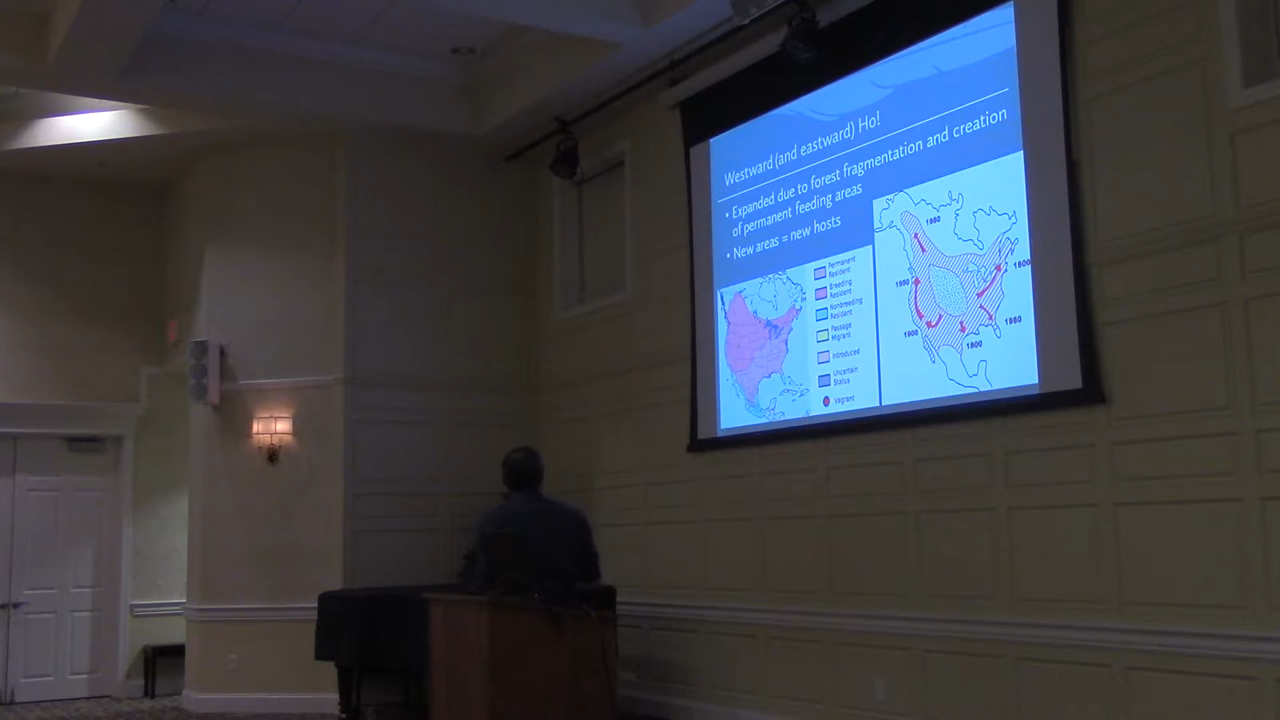 Westward (and eastward) Ho!
• Expanded due to forest fragmentation and creation
of permanent feeding areas
• New areas = new hosts
Permanent
Resident
Breeding
Resident
Nonbreeding
Resident
Passage
Migrant
Introduced
Uncertain
Status
Vagrant
1980
1800
1950
1900
1960
1800